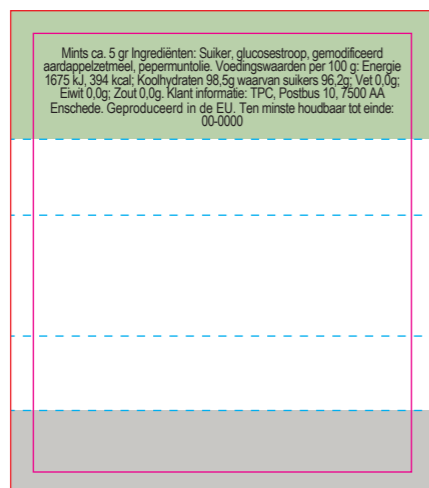 Mints ca. 5 gr Ingrediënten: Suiker, glucosestroop, gemodificeerd
aardappelzetmeel, pepermuntolie. Voedingswaarden per 100 g: Energie
1675 kJ, 394 kcal; Koolhydraten 98,5g waarvan suikers 96,2g; Vet 0,0g;
Eiwit 0,0g; Zout 0,0g. Klant informatie: TPC, Postbus 10, 7500 AA
Enschede. Geproduceerd in de EU. Ten minste houdbaar tot einde:
00-0000